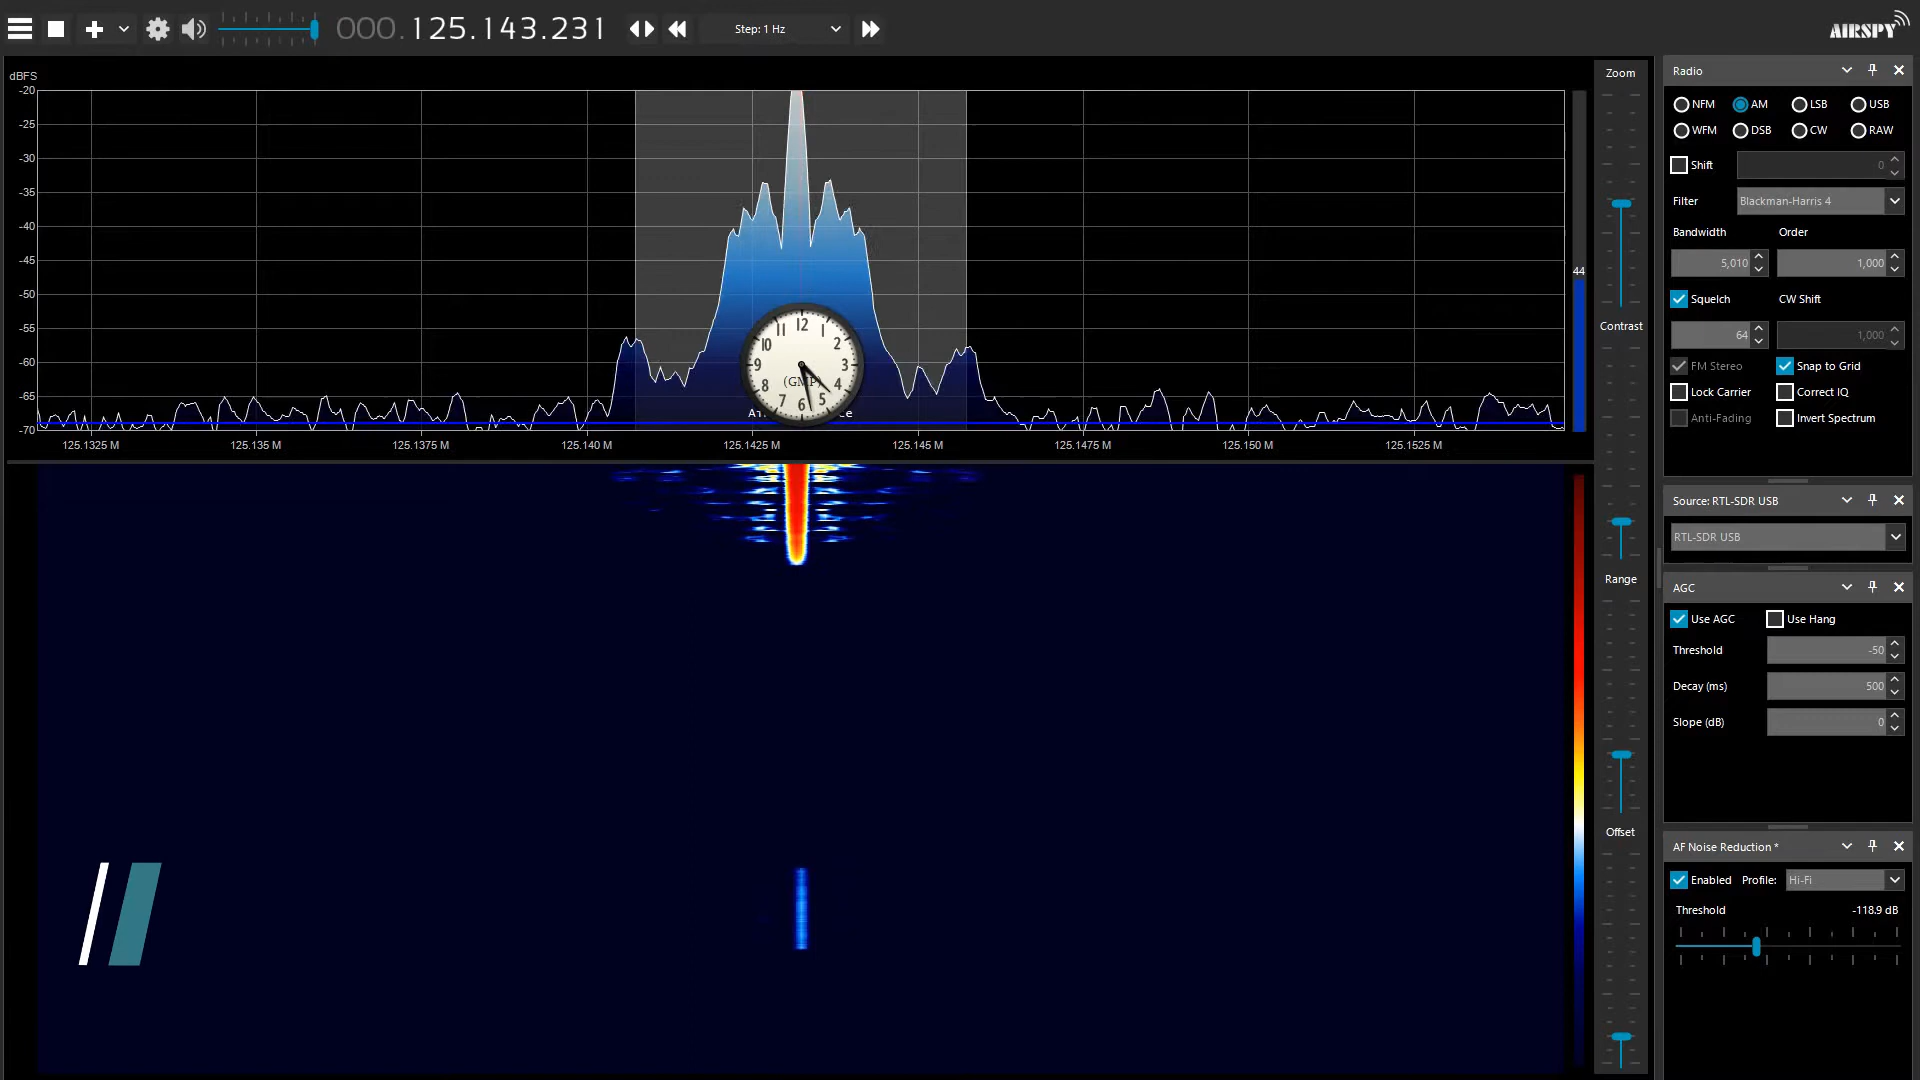 000.125.143.231
Step: 1 Hz
AIRSPY
dBFS
-20
-25
-30
-35
-40
-45
-50
-55
-60
-65
-70
125.1325 M
125.135 M
125.1375 M
125.140 M
125.1425 M
125.145 M
125.1475 M
125.150 M
125.1525 M
12
1
2
3
4
5
6
7
8
9
10
11
44
Zoom
Contrast
Range
Offset
Radio
NFM AM LSB USB
WFM DSB CW RAW
Shift 0
Filter Blackman-Harris 4
Bandwidth Order
5,010 1,000
Squelch CW Shift
64 1,000
FM Stereo Snap to Grid
Lock Carrier Correct IQ
Anti-Fading Invert Spectrum
Source: RTL-SDR USB
RTL-SDR USB
AGC
Use AGC Use Hang
Threshold -50
Decay (ms) 500
Slope (dB) 0
AF Noise Reduction *
Enabled Profile: Hi-Fi
Threshold -118.9 dB